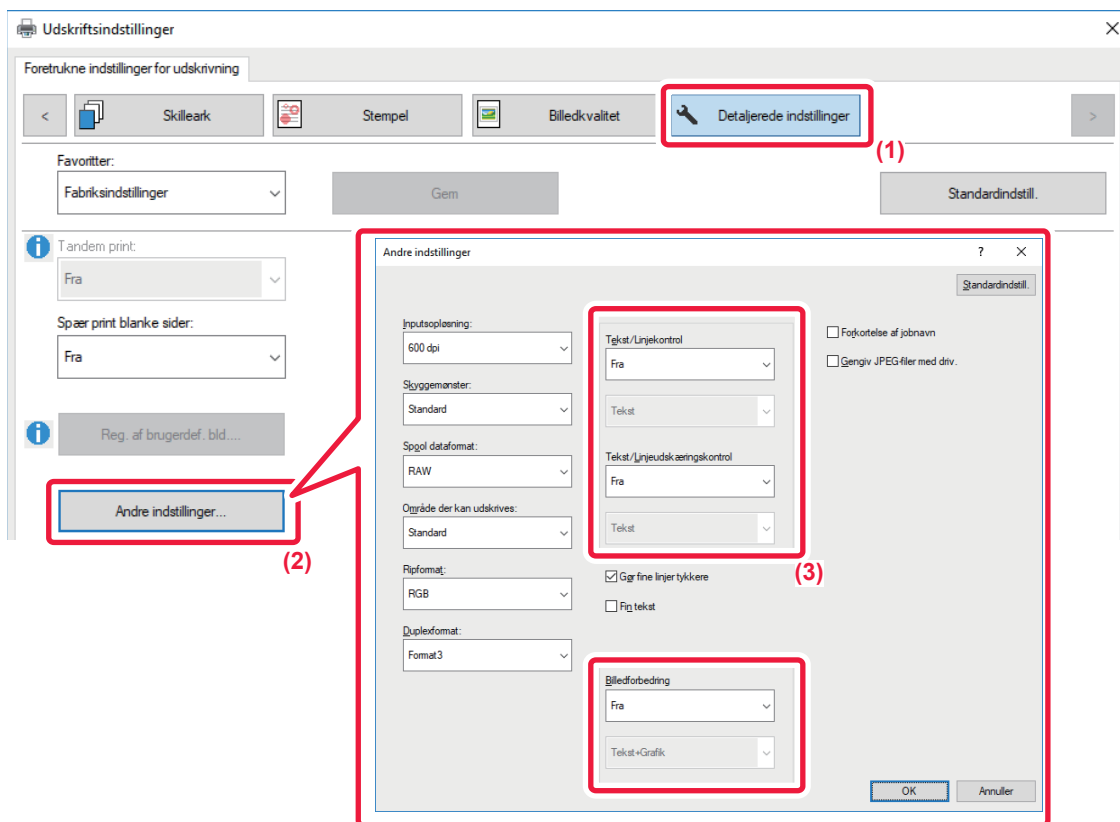 Udskriftsindstillinger
Foretrukne indstillinger for udskrivning
<
Skilleark
Stempel
Billedkvalitet
Detaljerede indstillinger
>
(1)
Favoritter:
Fabriksindstillinger
Gem
Standardindstill.
Tandem print:
Fra
Spær print blanke sider:
Fra
Reg. af brugerdef. bld....
Andre indstillinger...
(2)
Andre indstillinger
?
Standardindstill.
Inputsopløsning:
600 dpi
Skyggemønster:
Standard
Spool dataformat:
RAW
Område der kan udskrives:
Standard
Ripformat:
RGB
Duplexformat:
Format3
Tekst/Linjekontrol
Fra
Tekst
Tekst/Linjeudskæringskontrol
Fra
Tekst
(3)
Gør fine linjer tykkere
Fin tekst
Billedforbedring
Fra
Tekst+Grafik
Forkortelse af jobnavn
Gengiv JPEG-filer med driv.
OK
Annuller